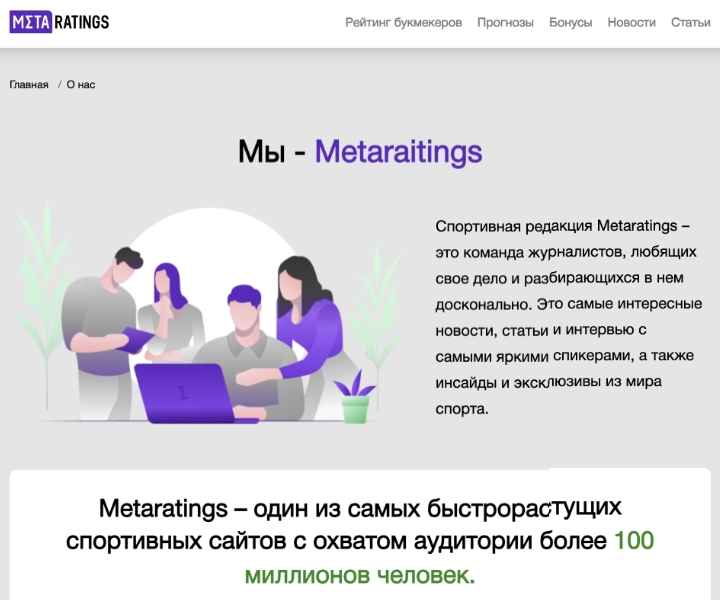 МΣТА RATINGS
Рейтинг букмекеров Прогнозы Бонусы Новости Статьи
Главная / О нас
Мы - Metaraitings
Спортивная редакция Metaratings –
это команда журналистов, любящих
свое дело и разбирающихся в нем
досконально. Это самые интересные
новости, статьи и интервью с
самыми яркими спикерами, а также
инсайды и эксклюзивы из мира
спорта.
Σ
Metaratings – один из самых быстрорастущих
спортивных сайтов с охватом аудитории более 100
миллионов человек.